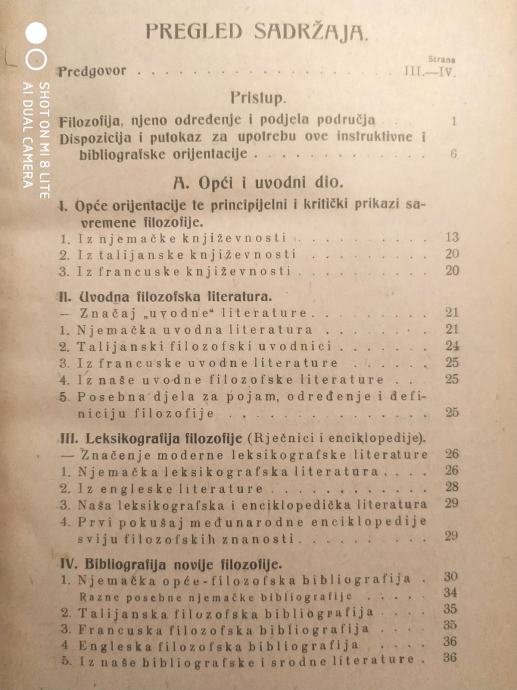 PREGLED SADRŽAJA.
Strana
Predgovor . . . . . . . . . . . . . . . . III.—IV.
Pristup.
Filozofija, njeno određenje i podjela područja . . . 1
Dispozicija i putokaz za upotrebu ove instruktivne i
bibliografske orijentacije . . . . . . . . . . . 6
A. Opći i uvodni dio.
I. Opće orijentacije te principijelni i kritički prikazi sa-
vremene filozofije.
1. Iz njemačke književnosti . . . . . . . . . 13
2. Iz talijanske književnosti . . . . . . . . 20
3. Iz francuske književnosti . . . . . . . . . 20
II. Uvodna filozofska literatura.
— Značaj „uvodne" literature . . . . . . . . 21
1. Njemačka uvodna literatura . . . . . . . 21
2. Talijanski filozofski uvodnici . . . . . . 24
3. Iz francuske uvodne literature . . . . . 25
4. Iz naše uvodne filozofske literature . . 25
5. Posebna djela za pojam, određenje i defi-
niciju filozofije . . . . . . . . . . . . 25
III. Leksikografija filozofije (Rječnici i enciklopedije).
— Značenje moderne leksikografske literature 26
1. Njemačka leksikografska literatura . . . . 26
2. Iz engleske literature . . . . . . . . . . 28
3. Naša leksikografska i enciklopedička literatura 29
4. Prvi pokušaj međunarodne enciklopedije
sviju filozofskih znanosti . . . . . . . . 29
IV. Bibliografija novije filozofije.
1. Njemačka opće-filozofska bibliografija . 30
Razne posebne njemačke bibliografije . . . . . 34
2. Talijanska filozofska bibliografija . . . . 35
3. Francuska filozofska bibliografija . . . . 35
4 Engleska filozofska bibliografija . . . . 36
5. Iz naše bibliografske i srodne literature . 36
SHOT ON MI 8 LITE
AI DUAL CAMERA